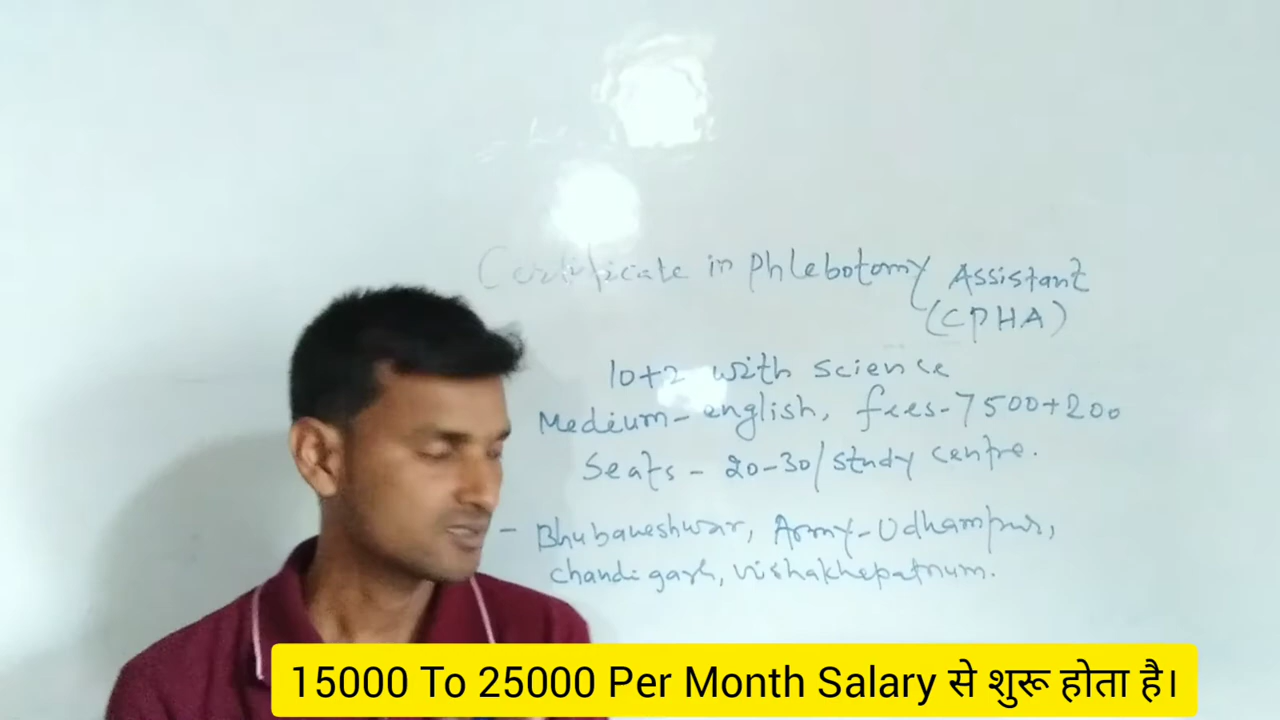 Certificate in Phlebotomy Assistant
(CPHA)
10+2 with science
Medium- english, fees-7500+200
Seats - 20-30/study centre.
- Bhubaneshwar, Army-Udhampur,
chandigarh, vishakhepatnum.
15000 To 25000 Per Month Salary से शुरू होता है।